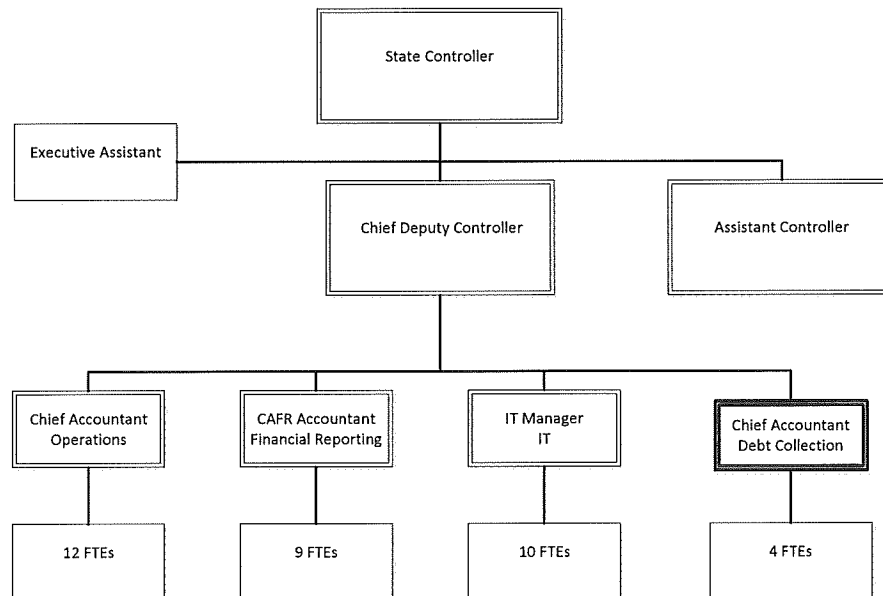 State Controller
Executive Assistant
Chief Deputy Controller
Assistant Controller
Chief Accountant
Operations
CAFR Accountant
Financial Reporting
IT Manager
IT
Chief Accountant
Debt Collection
12 FTEs
9 FTEs
10 FTEs
4 FTEs